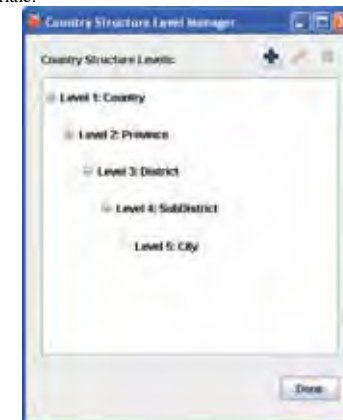 Country Structure Level Manager
Country Structure Levels:
Level 1: Country
Level 2: Province
Level 3: District
Level 4: SubDistrict
Level 5: City
Done